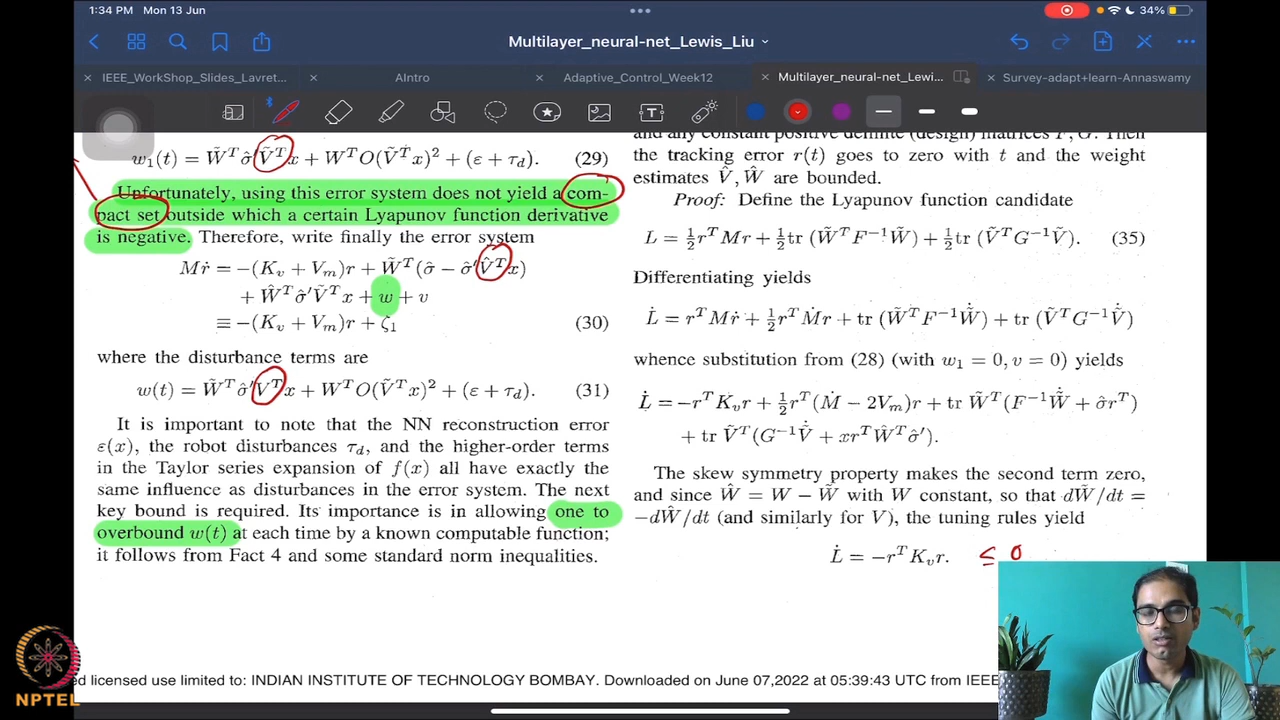 1:34 PM Mon 13 Jun
34%
Multilayer_neural-net_Lewis_Liu
IEEE_WorkShop_Slides_Lavret...
AIntro
Adaptive_Control_Week12
Multilayer_neural-net_Lewi...
Survey-adapt+learn-Annaswamy
w₁(t) = W̃ᵀ σ̂′ Ṽᵀ x + Wᵀ O(Ṽᵀ x)² + (ε + τ_d). (29)
Unfortunately, using this error system does not yield a com-
pact set outside which a certain Lyapunov function derivative
is negative. Therefore, write finally the error system
Mṙ = −(K_v + V_m)r + W̃ᵀ(σ̂ − σ̂′V̂ᵀx)
+ Ŵᵀσ̂′Ṽᵀx + w + v
≡ −(K_v + V_m)r + ζ₁ (30)
where the disturbance terms are
w(t) = W̃ᵀσ̂′Vᵀx + WᵀO(Ṽᵀx)² + (ε + τ_d). (31)
It is important to note that the NN reconstruction error
ε(x), the robot disturbances τ_d, and the higher-order terms
in the Taylor series expansion of f(x) all have exactly the
same influence as disturbances in the error system. The next
key bound is required. Its importance is in allowing one to
overbound w(t) at each time by a known computable function;
it follows from Fact 4 and some standard norm inequalities.
and any constant positive definite (design) matrices F, G. Then
the tracking error r(t) goes to zero with t and the weight
estimates V̂, Ŵ are bounded.
Proof: Define the Lyapunov function candidate
L = ½rᵀMr + ½tr (W̃ᵀF⁻¹W̃) + ½tr (ṼᵀG⁻¹Ṽ). (35)
Differentiating yields
L̇ = rᵀMṙ + ½rᵀṀr + tr (W̃ᵀF⁻¹W̃̇) + tr (ṼᵀG⁻¹Ṽ̇)
whence substitution from (28) (with w₁ = 0, v = 0) yields
L̇ = −rᵀK_v r + ½rᵀ(Ṁ − 2V_m)r + tr W̃ᵀ(F⁻¹W̃̇ + σ̂rᵀ)
+ tr Ṽᵀ(G⁻¹Ṽ̇ + xrᵀŴᵀσ̂′).
The skew symmetry property makes the second term zero,
and since Ŵ = W − W̃ with W constant, so that dW̃/dt =
−dŴ/dt (and similarly for V), the tuning rules yield
L̇ = −rᵀK_v r. ≤ 0
NPTEL
ed licensed use limited to: INDIAN INSTITUTE OF TECHNOLOGY BOMBAY. Downloaded on June 07,2022 at 05:39:43 UTC from IEEE